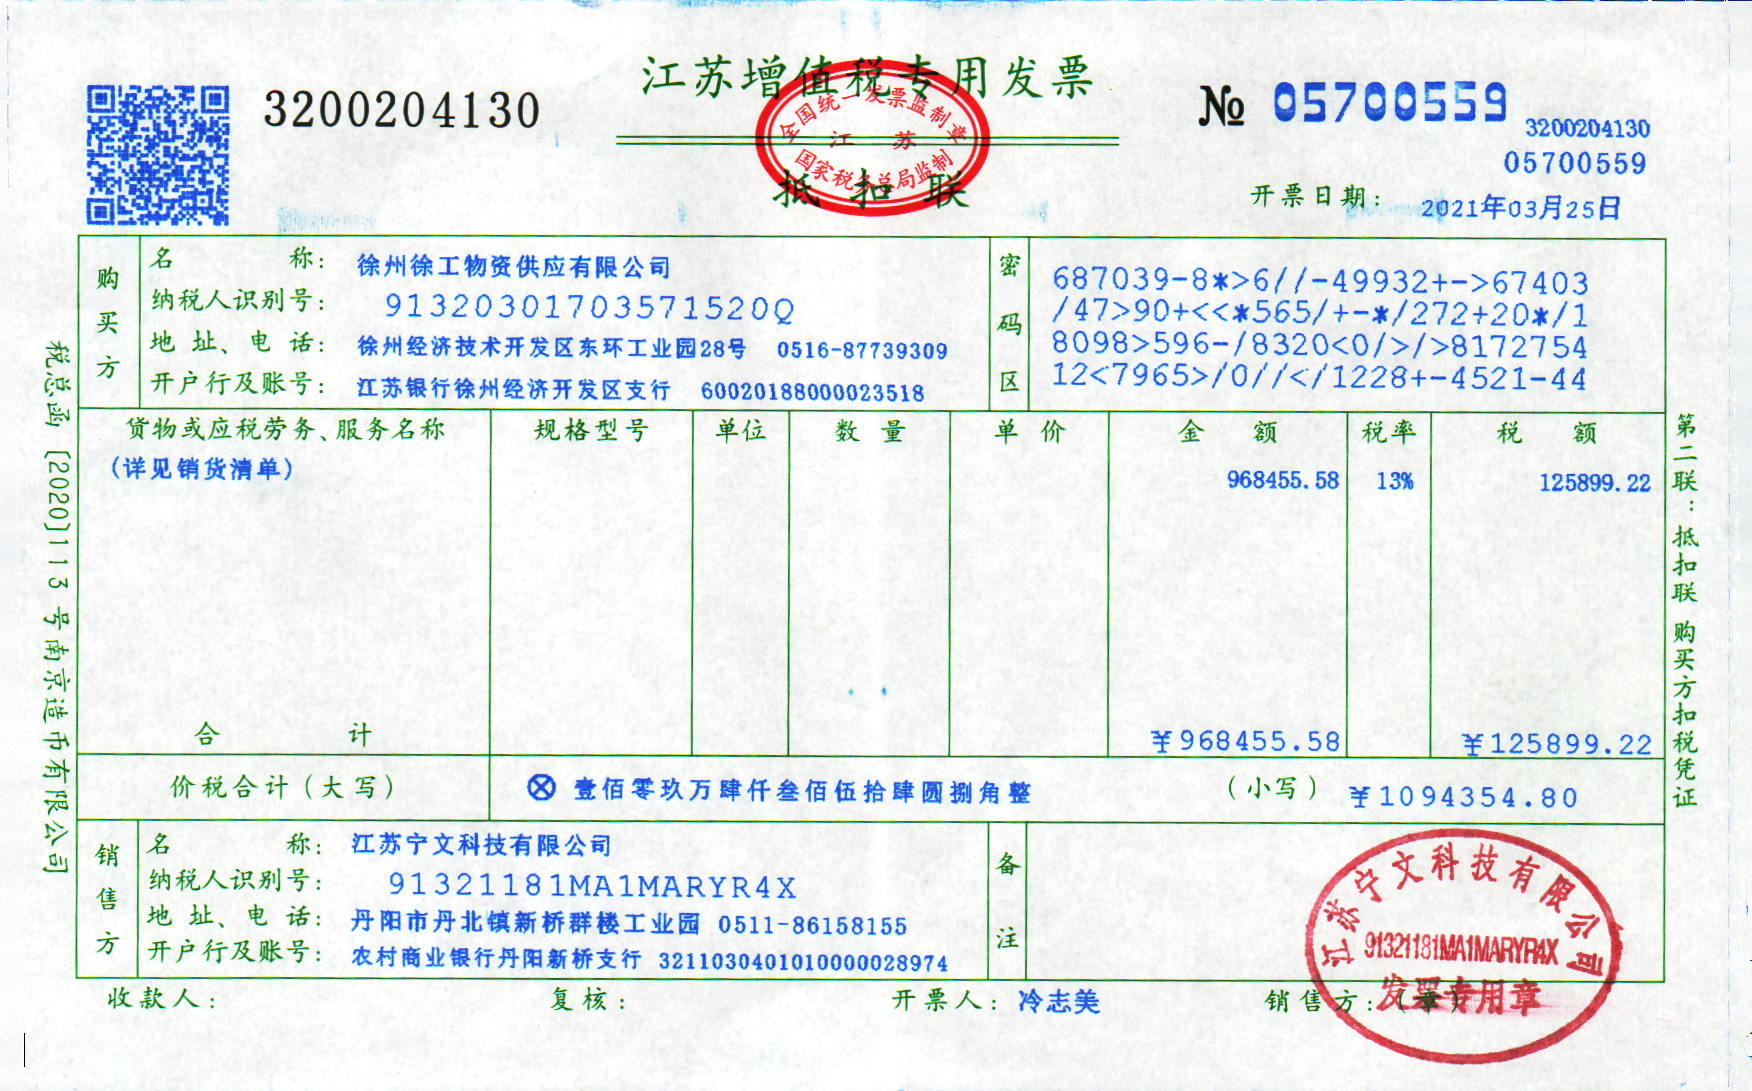 江苏增值税专用发票
3200204130
№ 05700559
3200204130
05700559
全国统一发票监制章
江 苏
国家税务总局监制
抵扣联
开票日期: 2021年03月25日
购买方
名 称: 徐州徐工物资供应有限公司
纳税人识别号: 91320301703571520Q
地 址、电 话: 徐州经济技术开发区东环工业园28号 0516-87739309
开户行及账号: 江苏银行徐州经济开发区支行 60020188000023518
密码区
687039-8*>6//-49932+->67403
/47>90+<<*565/+-*/272+20*/1
8098>596-/8320<0/>/>8172754
12<7965>/0//</1228+-4521-44
货物或应税劳务、服务名称 规格型号 单位 数 量 单 价 金 额 税率 税 额
(详见销货清单) 968455.58 13% 125899.22
合 计 ¥968455.58 ¥125899.22
价税合计(大写) ⊗ 壹佰零玖万肆仟叁佰伍拾肆圆捌角整 (小写) ¥1094354.80
销售方
名 称: 江苏宁文科技有限公司
纳税人识别号: 91321181MA1MARYR4X
地 址、电 话: 丹阳市丹北镇新桥群楼工业园 0511-86158155
开户行及账号: 农村商业银行丹阳新桥支行 3211030401010000028974
备注
收款人: 复核: 开票人: 冷志美 销售方:(章)
江苏宁文科技有限公司
91321181MA1MARYR4X
发票专用章
税总函[2020]113号南京造币有限公司
第二联:抵扣联 购买方扣税凭证